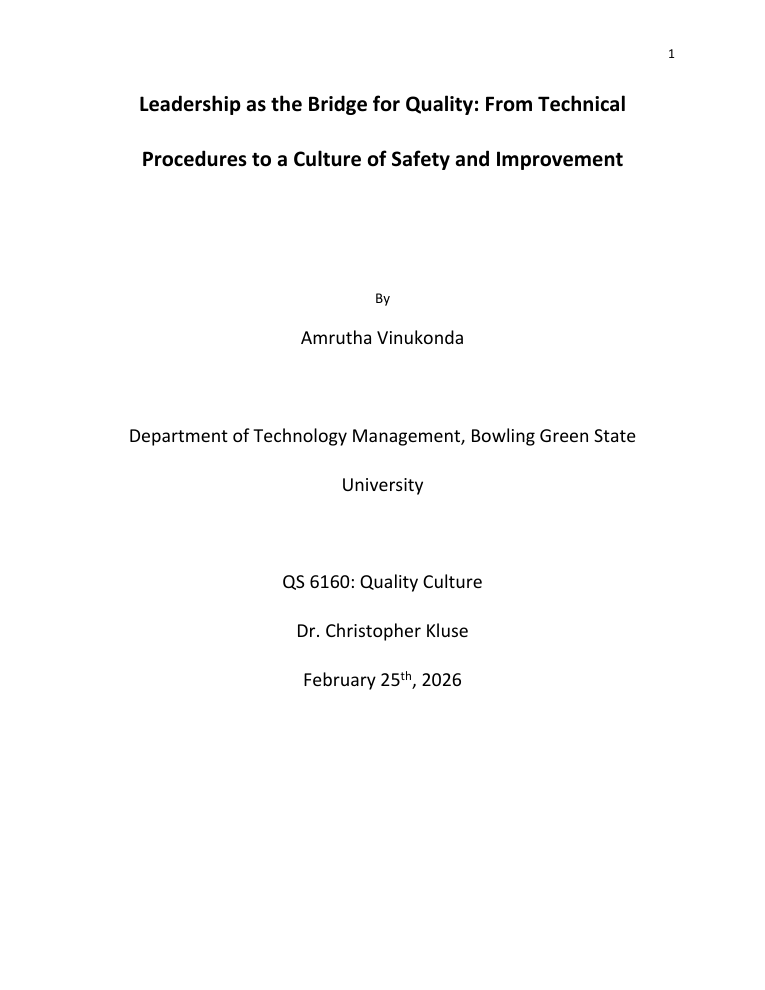 1
Leadership as the Bridge for Quality: From Technical
Procedures to a Culture of Safety and Improvement
By
Amrutha Vinukonda
Department of Technology Management, Bowling Green State
University
QS 6160: Quality Culture
Dr. Christopher Kluse
February 25th, 2026